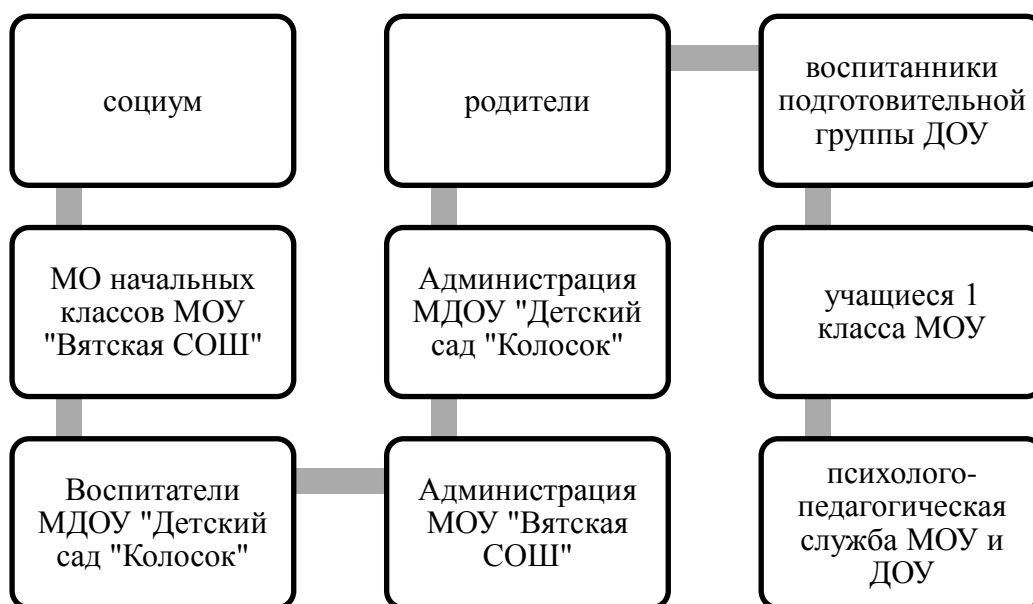 социум
МО начальных
классов МОУ
"Вятская СОШ"
Воспитатели
МДОУ "Детский
сад "Колосок"
Администрация
МОУ "Вятская
СОШ"
Администрация
МДОУ "Детский
сад "Колосок"
родители
воспитанники
подготовительной
группы ДОУ
учащиеся 1
класса МОУ
психолого-
педагогическая
служба МОУ и
ДОУ